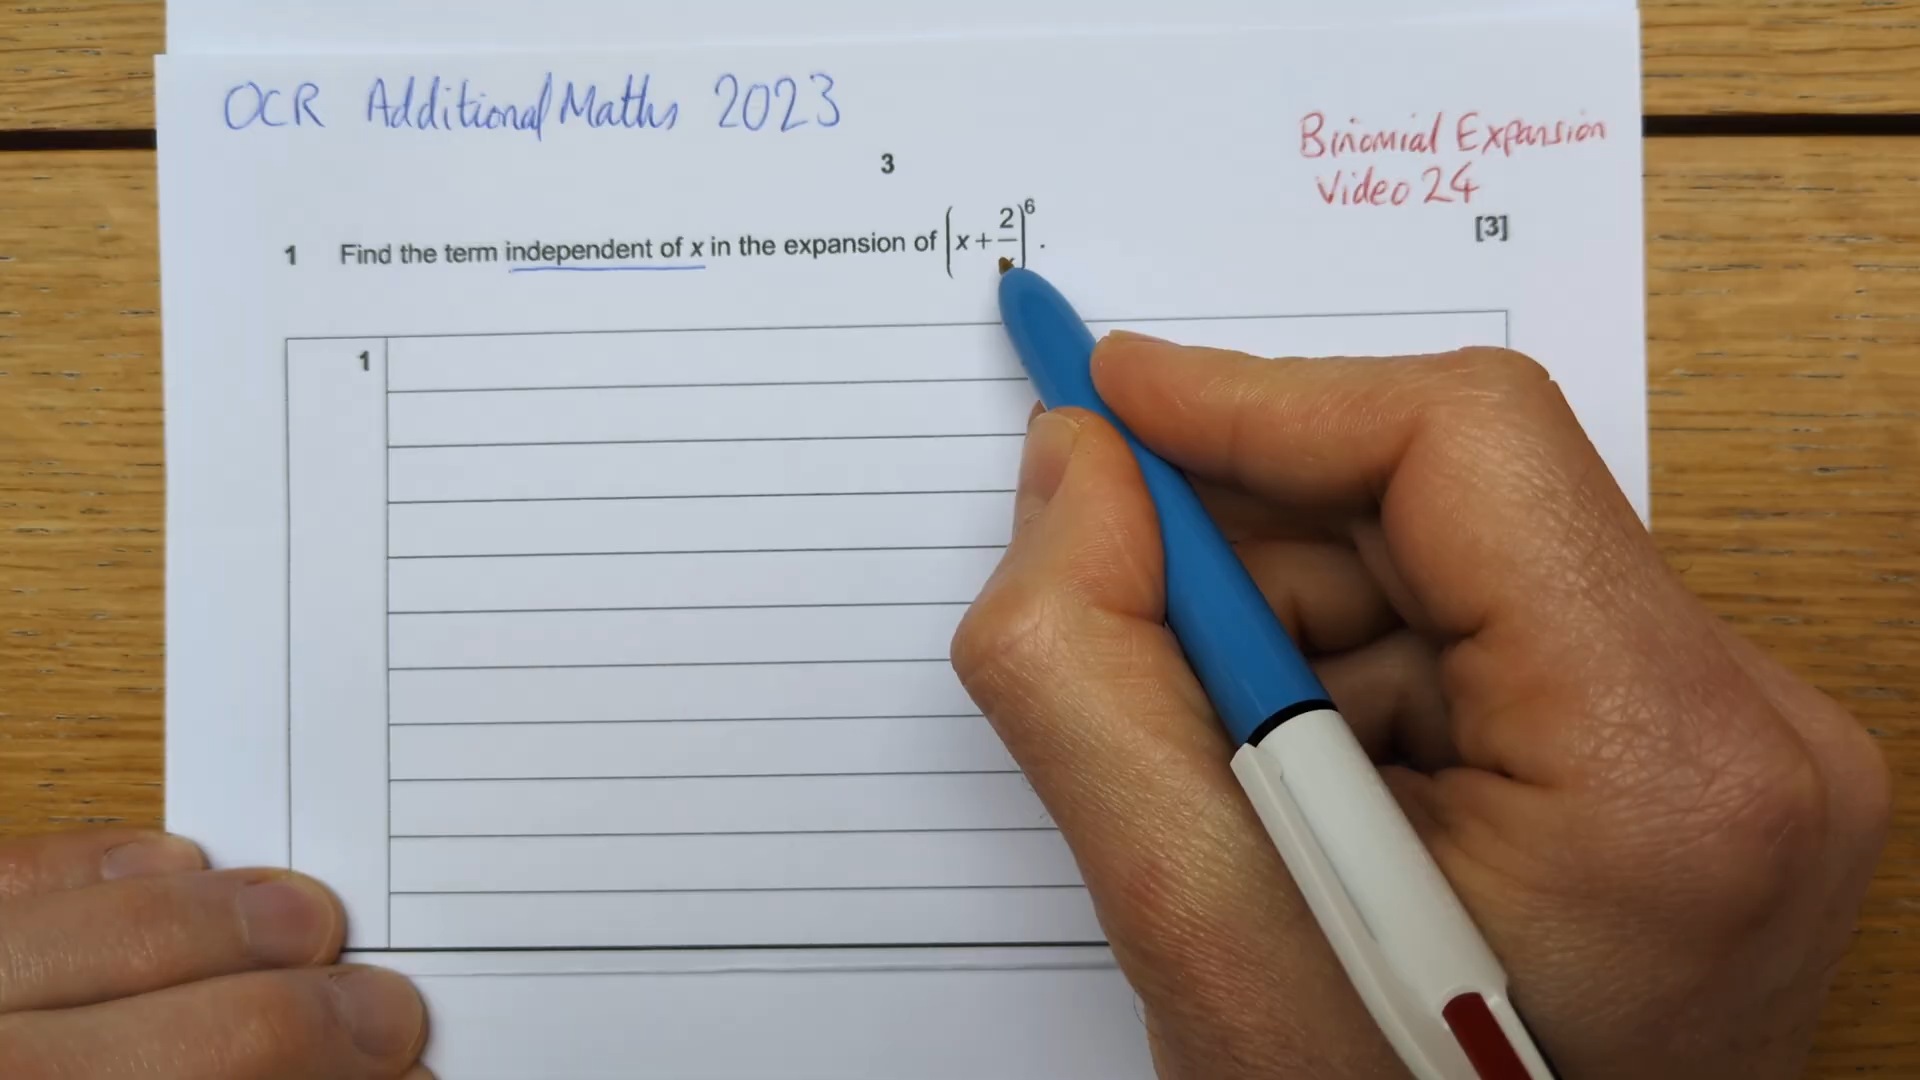 OCR Additional Maths 2023
Binomial Expansion
Video 24
3
1 Find the term independent of x in the expansion of (x + 2/x)^6 .
[3]
1